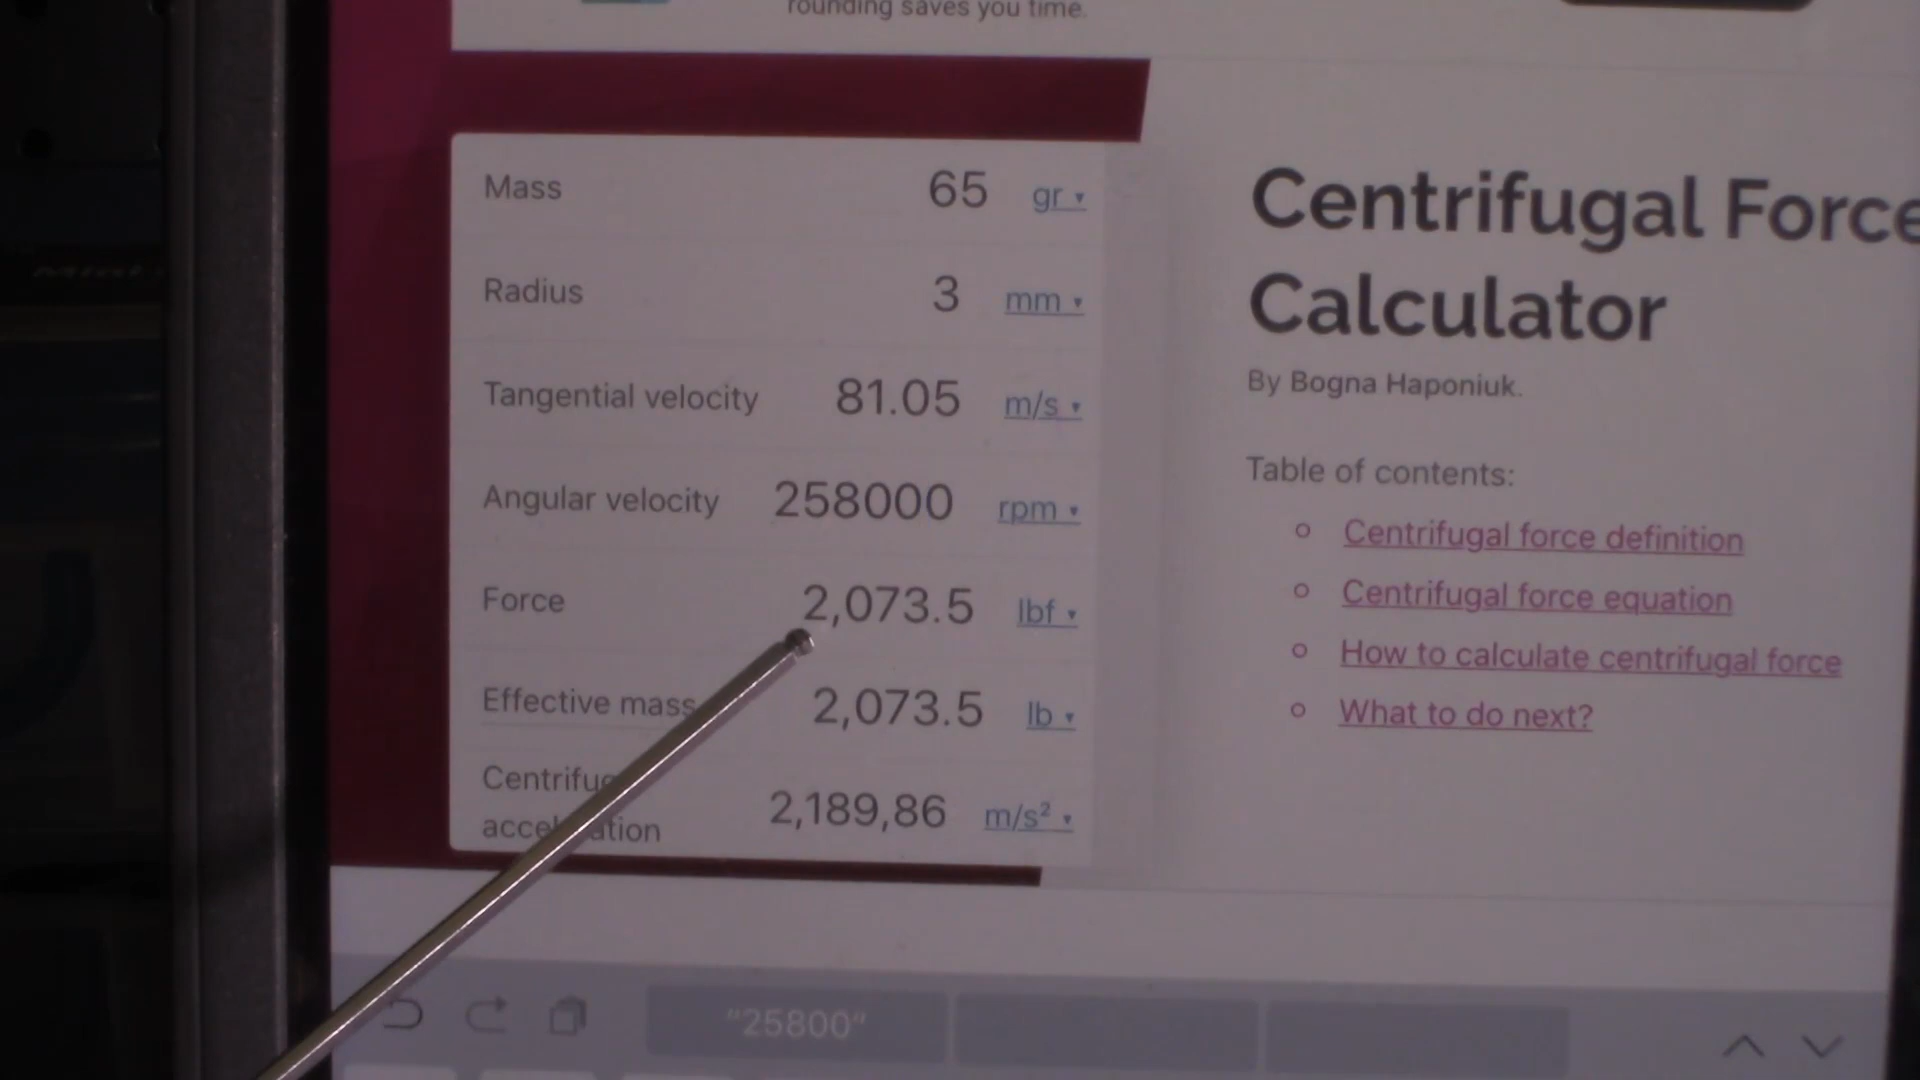 rounding saves you time.
Mass 65 gr
Radius 3 mm
Tangential velocity 81.05 m/s
Angular velocity 258000 rpm
Force 2,073.5 lbf
Effective mass 2,073.5 lb
Centrifug
acceleration 2,189,86 m/s²
Centrifugal Force
Calculator
By Bogna Haponiuk.
Table of contents:
Centrifugal force definition
Centrifugal force equation
How to calculate centrifugal force
What to do next?
"25800"